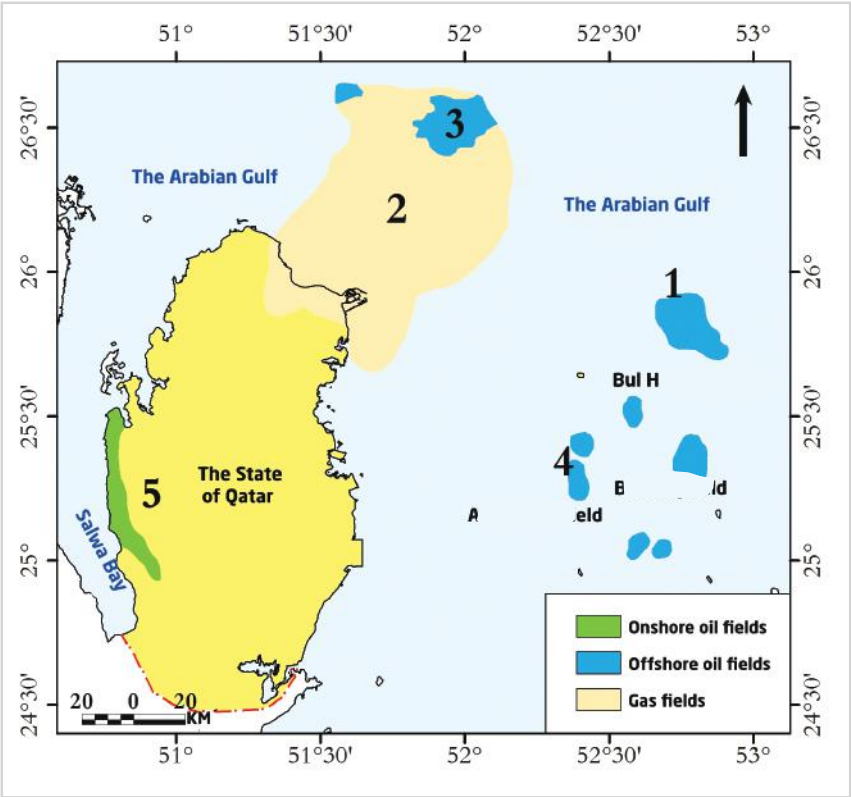 51° 51°30' 52° 52°30' 53°
26°30' 26°30'
3
The Arabian Gulf
2
The Arabian Gulf
26° 26°
1
Bul H
25°30' 25°30'
4
The State
of Qatar
5
B ld
A eld
Salwa Bay
25° 25°
Onshore oil fields
Offshore oil fields
Gas fields
20 0 20
KM
24°30' 24°30'
51° 51°30' 52° 52°30' 53°